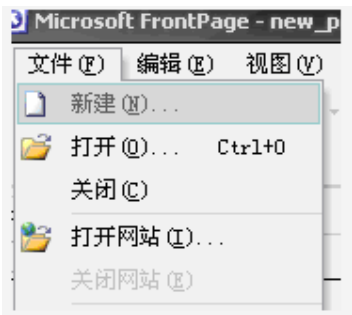 Microsoft FrontPage - new_p
文件(F) 编辑(E) 视图(V)
新建(N)...
打开(O)... Ctrl+O
关闭(C)
打开网站(I)...
关闭网站(E)